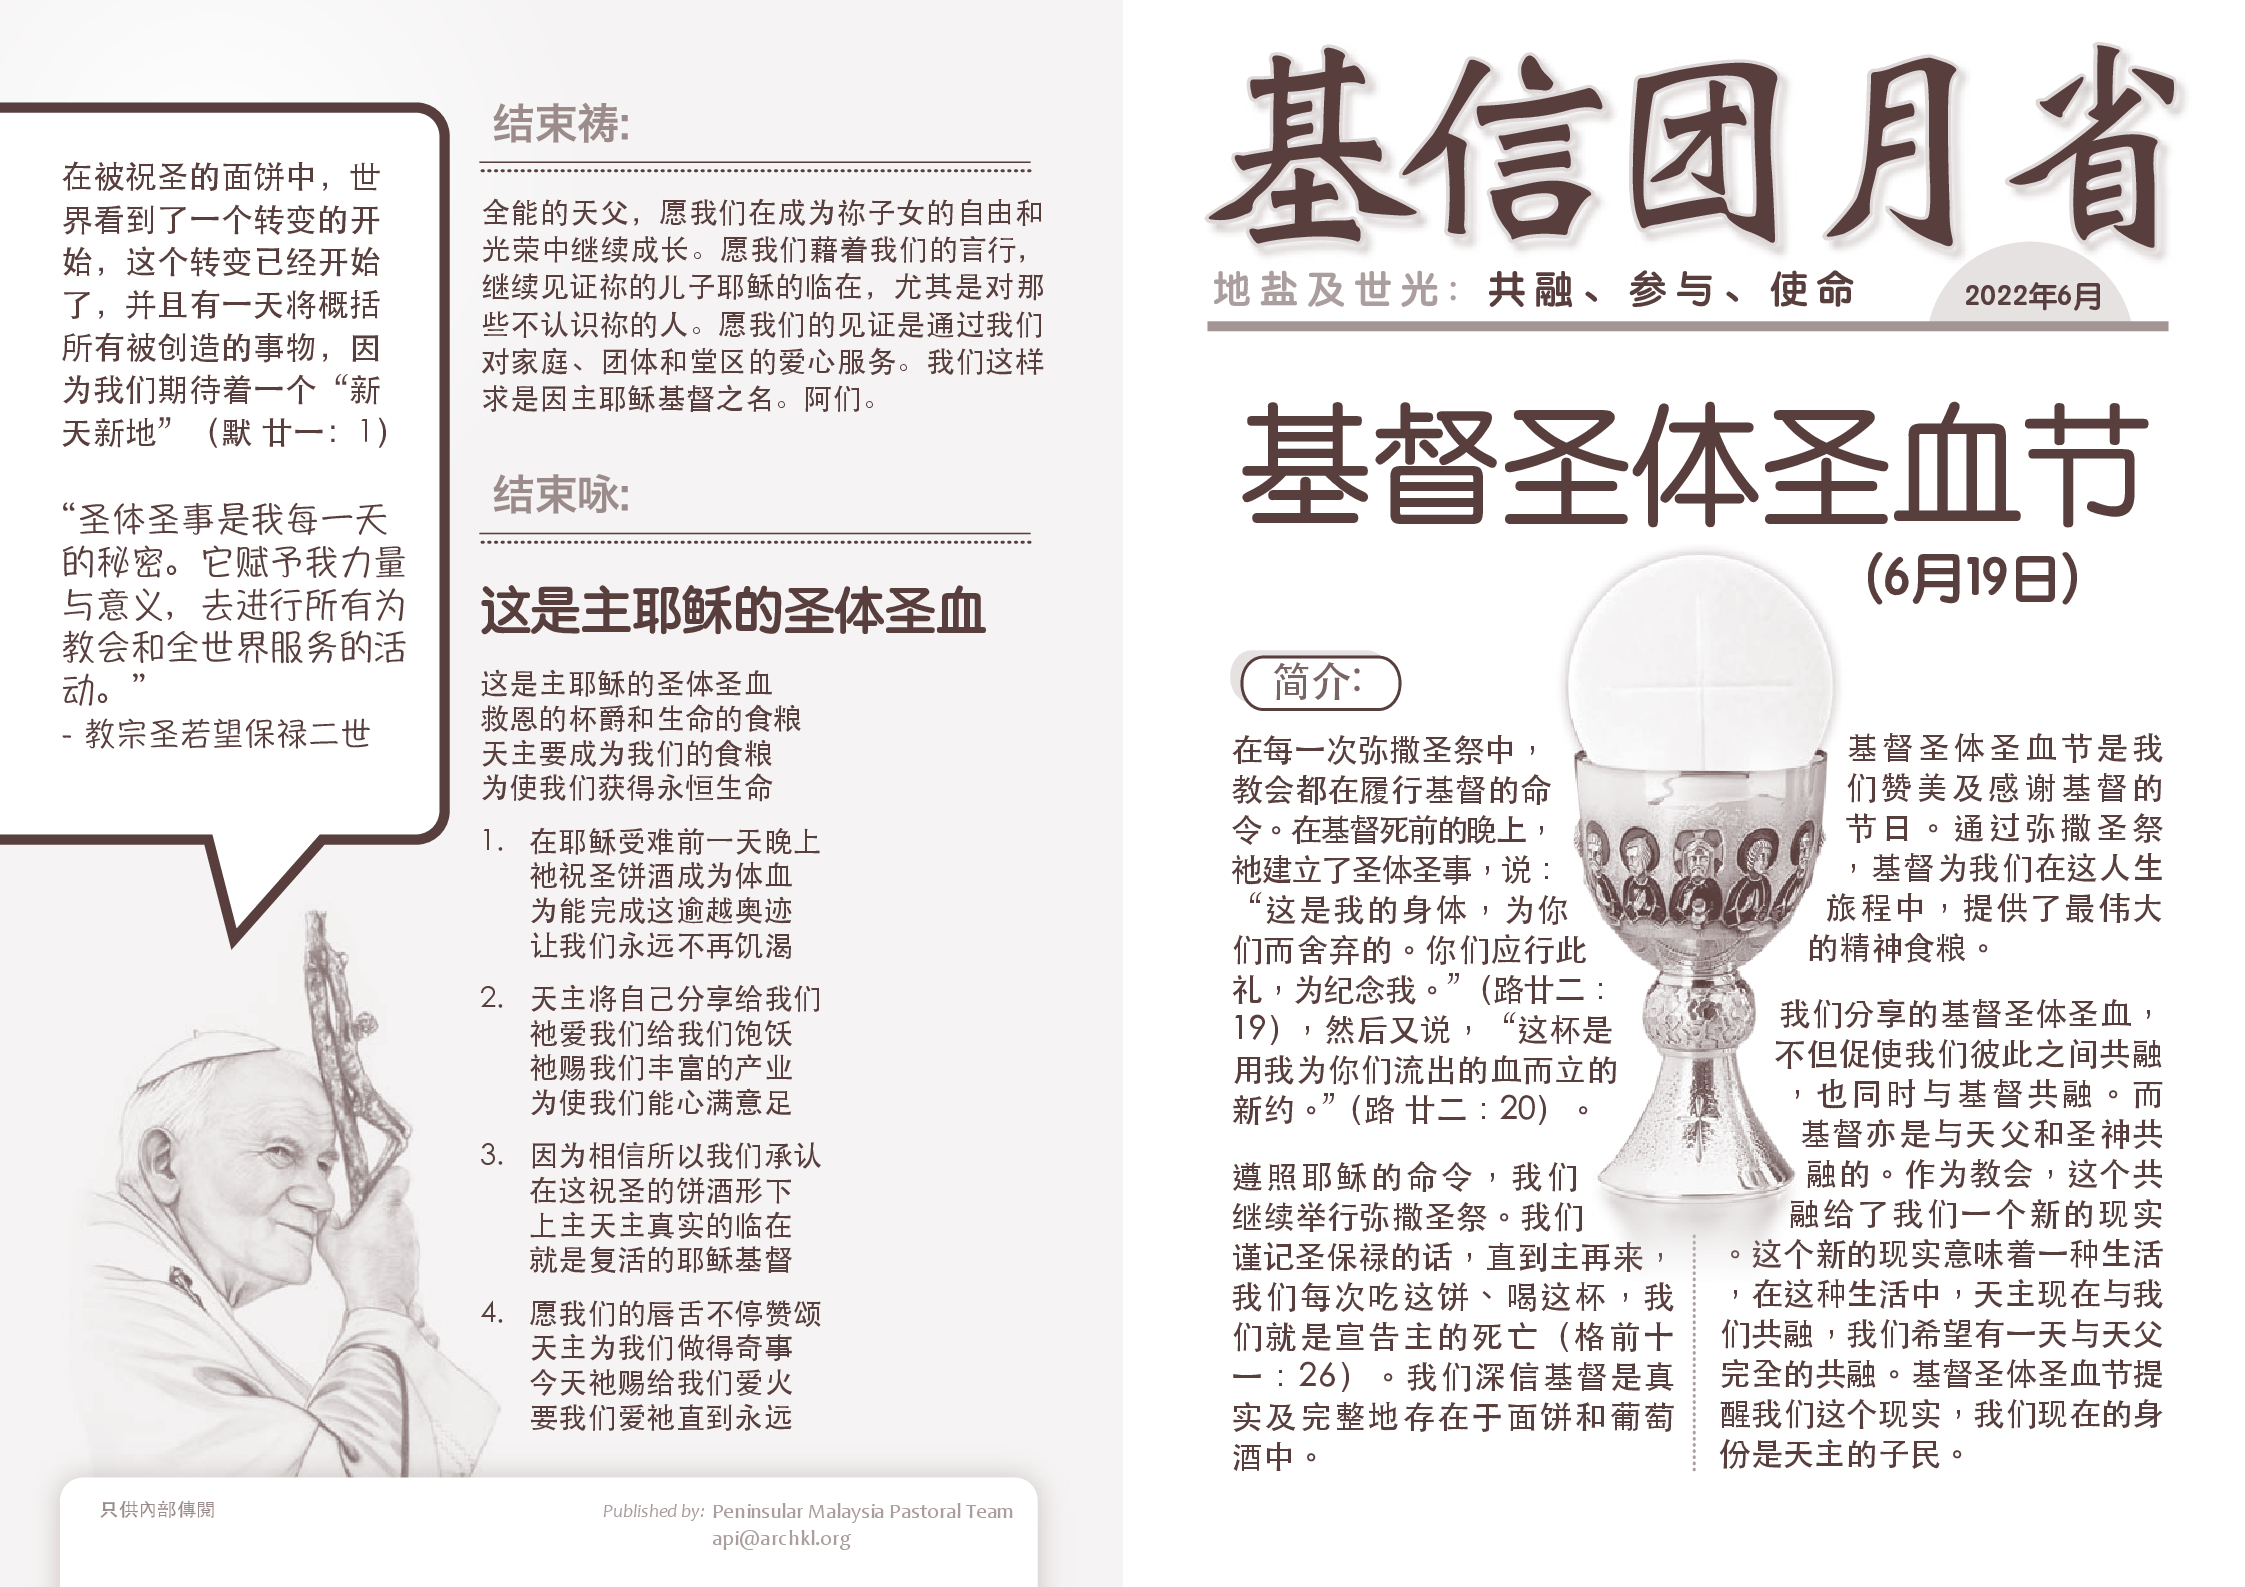 在被祝圣的面饼中，世
界看到了一个转变的开
始，这个转变已经开始
了，并且有一天将概括
所有被创造的事物，因
为我们期待着一个“新
天新地”（默 廿一：1）
“圣体圣事是我每一天
的秘密。它赋予我力量
与意义，去进行所有为
教会和全世界服务的活
动。”
- 教宗圣若望保禄二世
结束祷:
全能的天父，愿我们在成为祢子女的自由和
光荣中继续成长。愿我们藉着我们的言行，
继续见证祢的儿子耶稣的临在，尤其是对那
些不认识祢的人。愿我们的见证是通过我们
对家庭、团体和堂区的爱心服务。我们这样
求是因主耶稣基督之名。阿们。
结束咏:
这是主耶稣的圣体圣血
这是主耶稣的圣体圣血
救恩的杯爵和生命的食粮
天主要成为我们的食粮
为使我们获得永恒生命
1. 在耶稣受难前一天晚上
祂祝圣饼酒成为体血
为能完成这逾越奥迹
让我们永远不再饥渴
2. 天主将自己分享给我们
祂爱我们给我们饱饫
祂赐我们丰富的产业
为使我们能心满意足
3. 因为相信所以我们承认
在这祝圣的饼酒形下
上主天主真实的临在
就是复活的耶稣基督
4. 愿我们的唇舌不停赞颂
天主为我们做得奇事
今天祂赐给我们爱火
要我们爱祂直到永远
只供內部傳閱
Published by: Peninsular Malaysia Pastoral Team
api@archkl.org
基信团月省
地盐及世光：共融、参与、使命
2022年6月
基督圣体圣血节
(6月19日)
简介:
在每一次弥撒圣祭中，
教会都在履行基督的命
令。在基督死前的晚上，
祂建立了圣体圣事，说：
“这是我的身体，为你
们而舍弃的。你们应行此
礼，为纪念我。”（路廿二：
19），然后又说，“这杯是
用我为你们流出的血而立的
新约。”（路 廿二：20）。
遵照耶稣的命令，我们
继续举行弥撒圣祭。我们
谨记圣保禄的话，直到主再来，
我们每次吃这饼、喝这杯，我
们就是宣告主的死亡（格前十
一：26）。我们深信基督是真
实及完整地存在于面饼和葡萄
酒中。
基督圣体圣血节是我
们赞美及感谢基督的
节日。通过弥撒圣祭
，基督为我们在这人生
旅程中，提供了最伟大
的精神食粮。
我们分享的基督圣体圣血，
不但促使我们彼此之间共融
，也同时与基督共融。而
基督亦是与天父和圣神共
融的。作为教会，这个共
融给了我们一个新的现实
。这个新的现实意味着一种生活
，在这种生活中，天主现在与我
们共融，我们希望有一天与天父
完全的共融。基督圣体圣血节提
醒我们这个现实，我们现在的身
份是天主的子民。